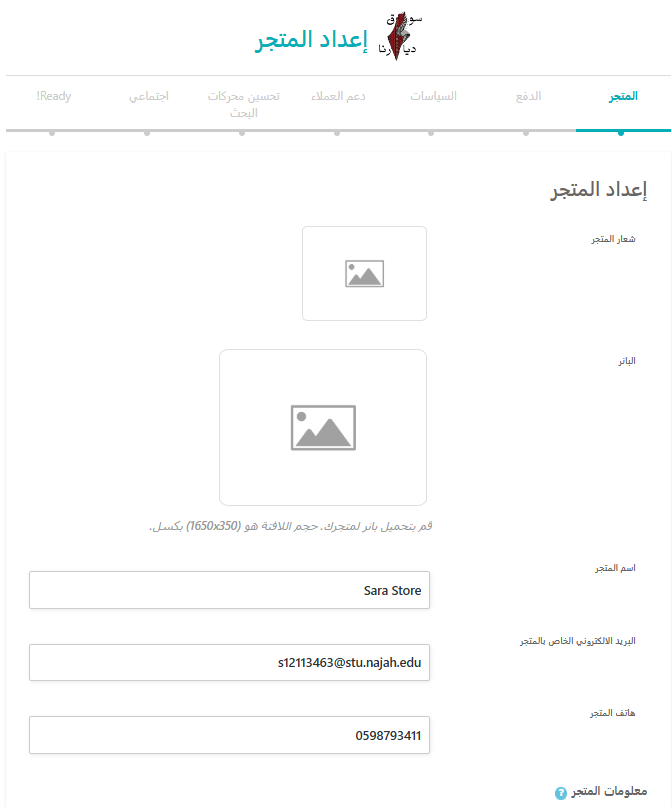 سوق
ديارنا
إعداد المتجر
المتجر
الدفع
السياسات
دعم العملاء
تحسين محركات
البحث
اجتماعي
Ready!
إعداد المتجر
شعار المتجر
البانر
قم بتحميل بانر لمتجرك. حجم اللافتة هو (1650x350) بكسل.
اسم المتجر
Sara Store
البريد الالكتروني الخاص بالمتجر
s12113463@stu.najah.edu
هاتف المتجر
0598793411
معلومات المتجر ?